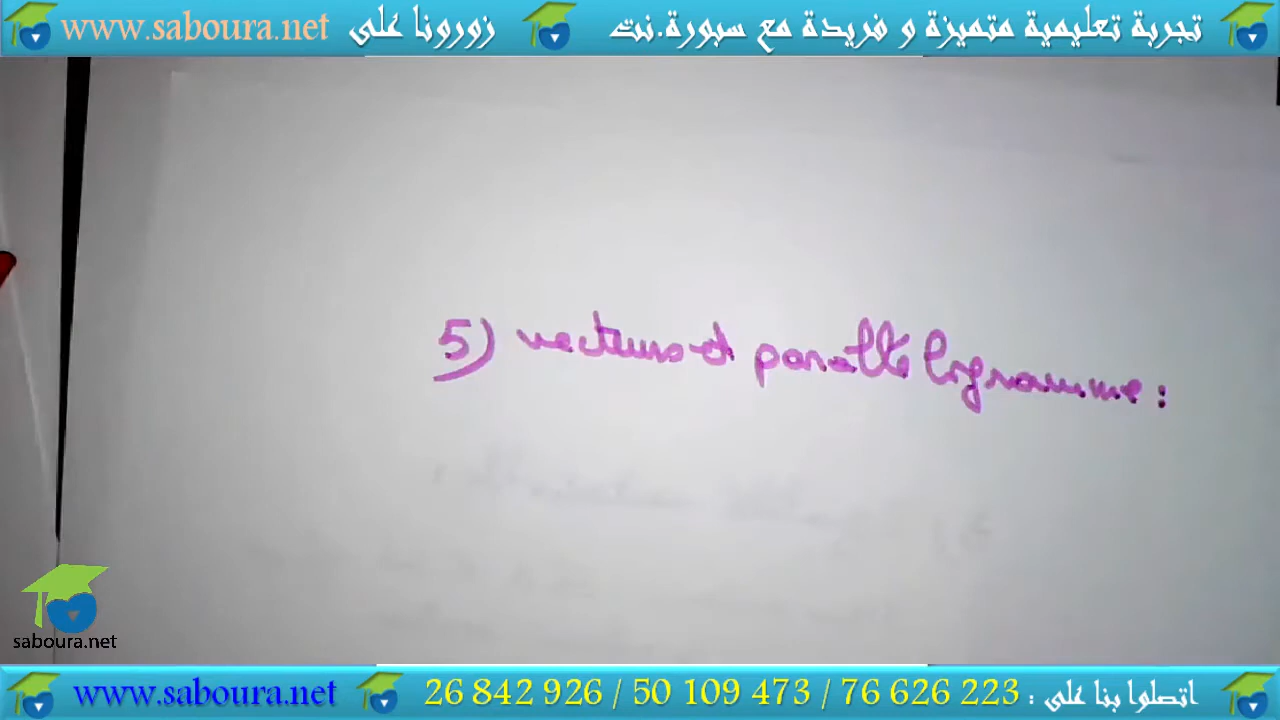 تجربة تعليمية متميزة و فريدة مع سبورة.نت زورونا على www.saboura.net
5) vecteurs et parallélogramme :
saboura.net
اتصلوا بنا على : 26 842 926 / 50 109 473 / 76 626 223 www.saboura.net